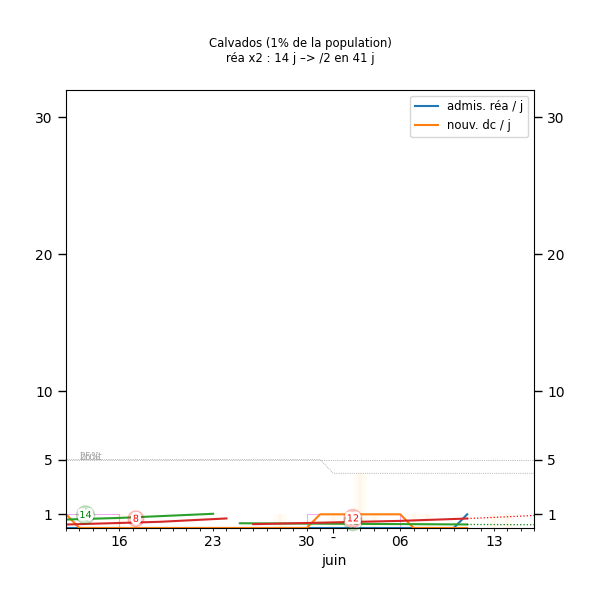 Calvados (1% de la population)
réa x2 : 14 j –> /2 en 41 j
admis. réa / j
nouv. dc / j
30 30
20 20
10 10
5 5
1 1
14
8
12
16 23 30 - 06 13
juin